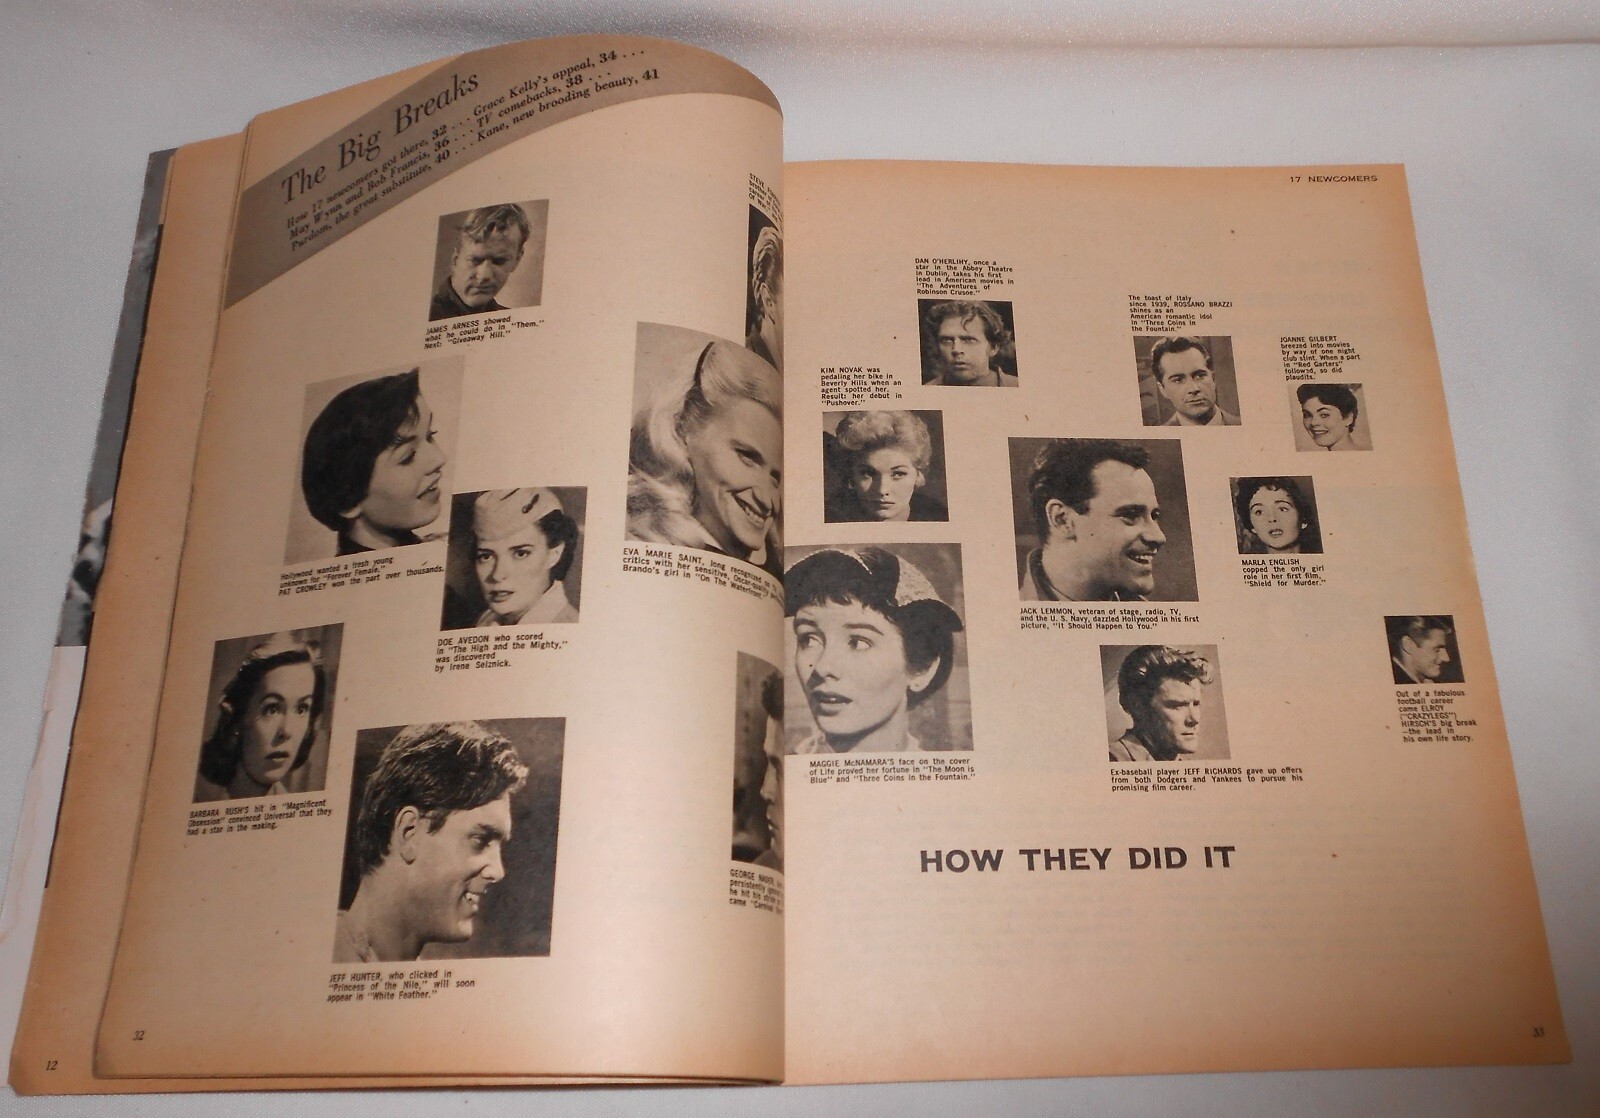 The Big Breaks
How 17 newcomers got there, 32 . . . Grace Kelly's appeal, 34 . . .
May Wynn and Bob Francis, 36 . . . TV comebacks, 38 . . .
Purdom, the great substitute, 40 . . . Kane, new brooding beauty, 41
JAMES ARNESS showed
what he could do in "Them."
Next: "Giveaway Hill."
Hollywood wanted a fresh young
unknown for "Forever Female."
PAT CROWLEY won the part over thousands.
EVA MARIE SAINT, long recognized
critics with her sensitive, Oscar-quality
Brando's girl in "On The Waterfront,"
DOE AVEDON who scored
in "The High and the Mighty,"
was discovered
by Irene Selznick.
BARBARA RUSH'S hit in "Magnificent
Obsession" convinced Universal that they
had a star in the making.
JEFF HUNTER, who clicked in
"Princess of the Nile," will soon
appear in "White Feather."
STEVE
brother
career
GEORGE
persistently
he hit his
came "Carnival
32
12
17 NEWCOMERS
DAN O'HERLIHY, once a
star in the Abbey Theatre
in Dublin, takes his first
lead in American movies in
"The Adventures of
Robinson Crusoe."
The toast of Italy
since 1939, ROSSANO BRAZZI
shines as an
American romantic idol
in "Three Coins in
the Fountain."
JOANNE GILBERT
breezed into movies
by way of one night
club stint. When a part
in "Red Garters"
followed, so did
plaudits.
KIM NOVAK was
pedaling her bike in
Beverly Hills when an
agent spotted her.
Result: her debut in
"Pushover."
MARLA ENGLISH
copped the only girl
role in her first film,
"Shield for Murder."
JACK LEMMON, veteran of stage, radio, TV,
and the U. S. Navy, dazzled Hollywood in his first
picture, "It Should Happen to You."
Out of a fabulous
football career
came ELROY
("CRAZYLEGS")
HIRSCH'S big break
—the lead in
his own life story.
MAGGIE McNAMARA'S face on the cover
of Life proved her fortune in "The Moon is
Blue" and "Three Coins in the Fountain."
Ex-baseball player JEFF RICHARDS gave up offers
from both Dodgers and Yankees to pursue his
promising film career.
HOW THEY DID IT
33